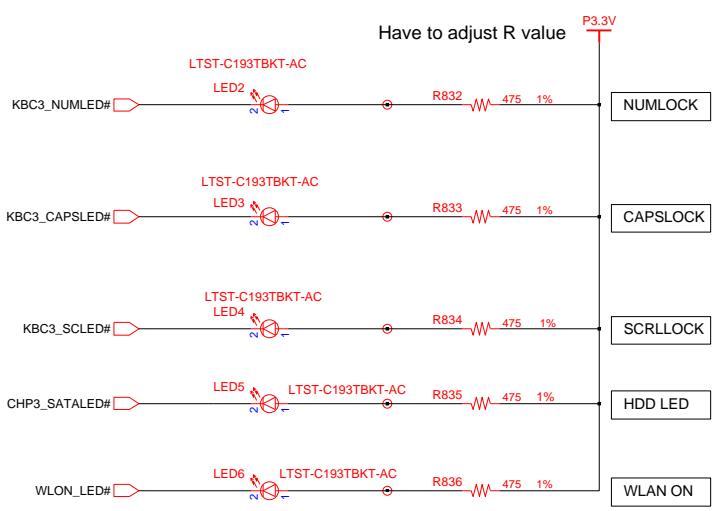 P3.3V
Have to adjust R value
LTST-C193TBKT-AC
LED2
KBC3_NUMLED#
2
1
R832
475 1%
NUMLOCK
LTST-C193TBKT-AC
LED3
KBC3_CAPSLED#
2
1
R833
475 1%
CAPSLOCK
LTST-C193TBKT-AC
LED4
KBC3_SCLED#
2
1
R834
475 1%
SCRLLOCK
LED5
LTST-C193TBKT-AC
CHP3_SATALED#
2
1
R835
475 1%
HDD LED
LED6
LTST-C193TBKT-AC
WLON_LED#
2
1
R836
475 1%
WLAN ON